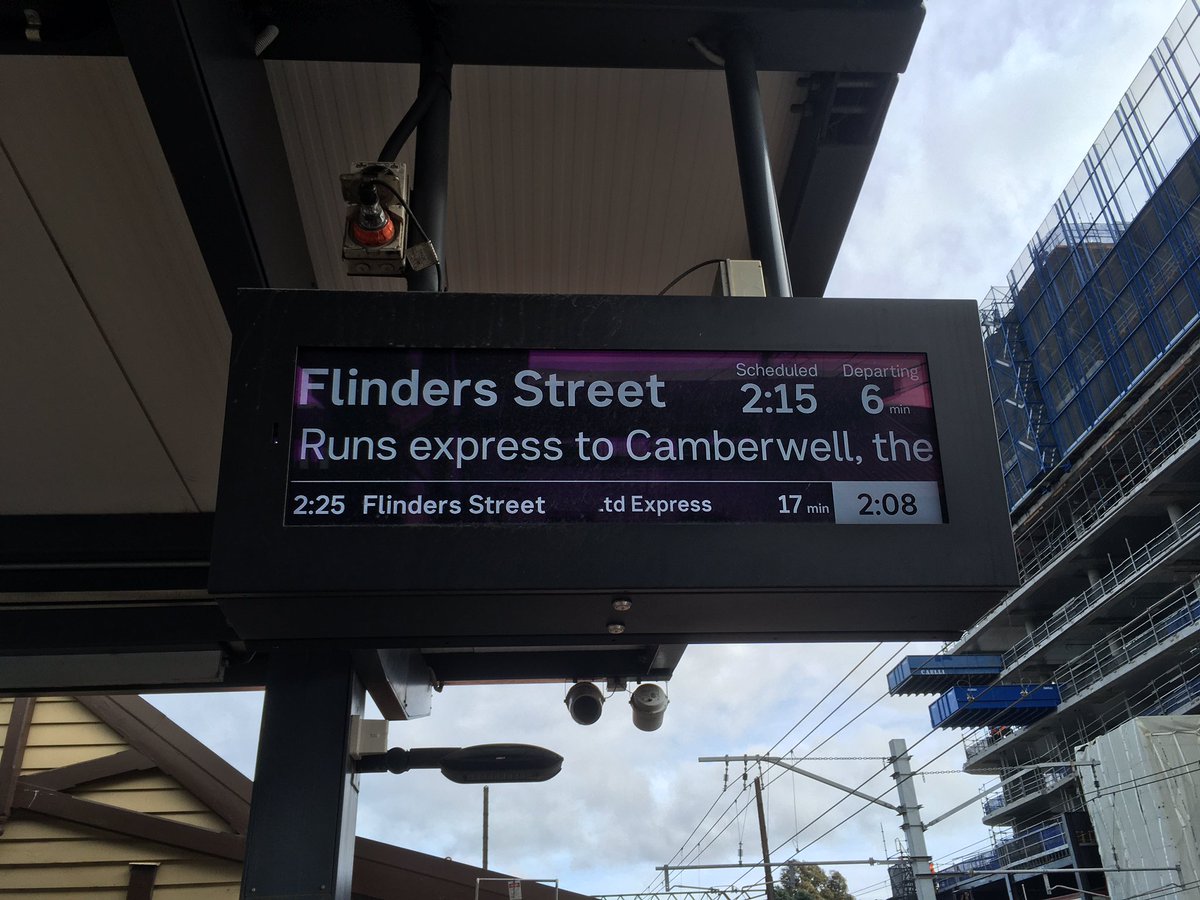 Flinders Street
Scheduled
2:15
Departing
6 min
Runs express to Camberwell, the
2:25 Flinders Street td Express 17 min 2:08
CAELLI